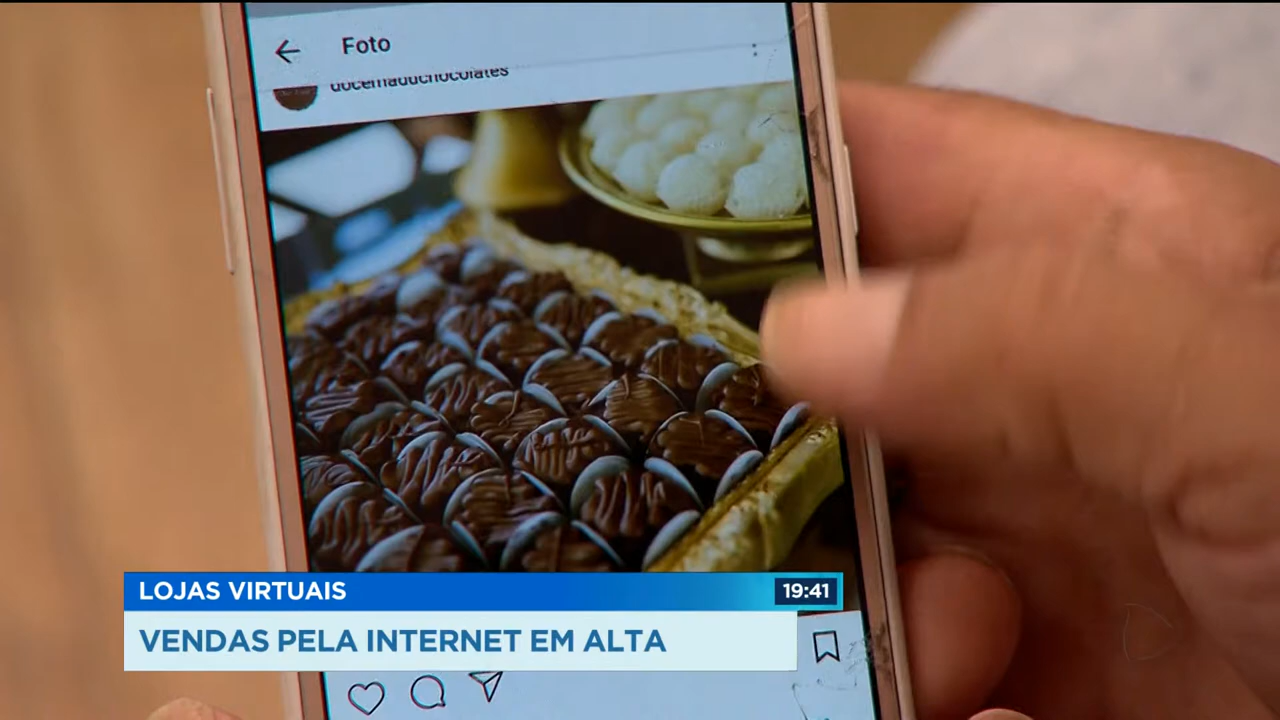 Foto
docemaduchocolates
LOJAS VIRTUAIS
19:41
VENDAS PELA INTERNET EM ALTA